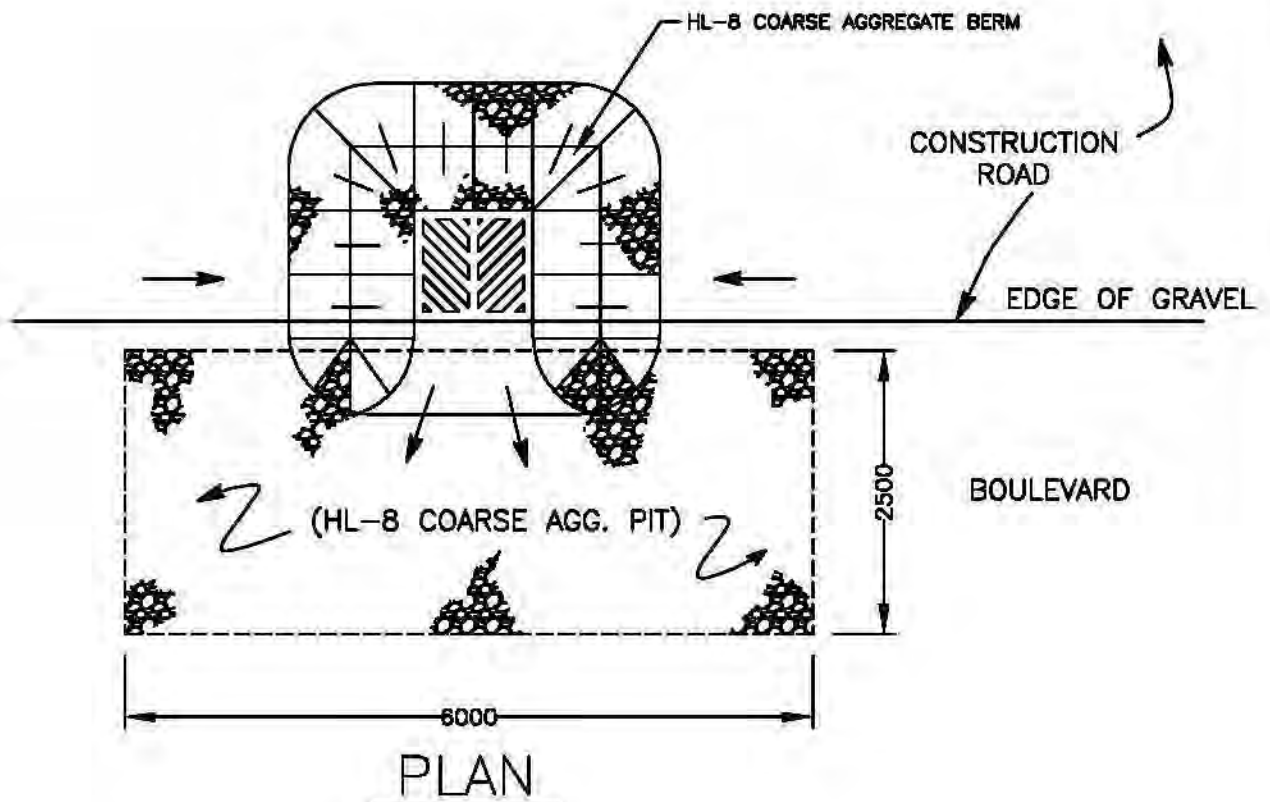 HL-8 COARSE AGGREGATE BERM
CONSTRUCTION
ROAD
EDGE OF GRAVEL
2500
BOULEVARD
(HL-8 COARSE AGG. PIT)
6000
PLAN